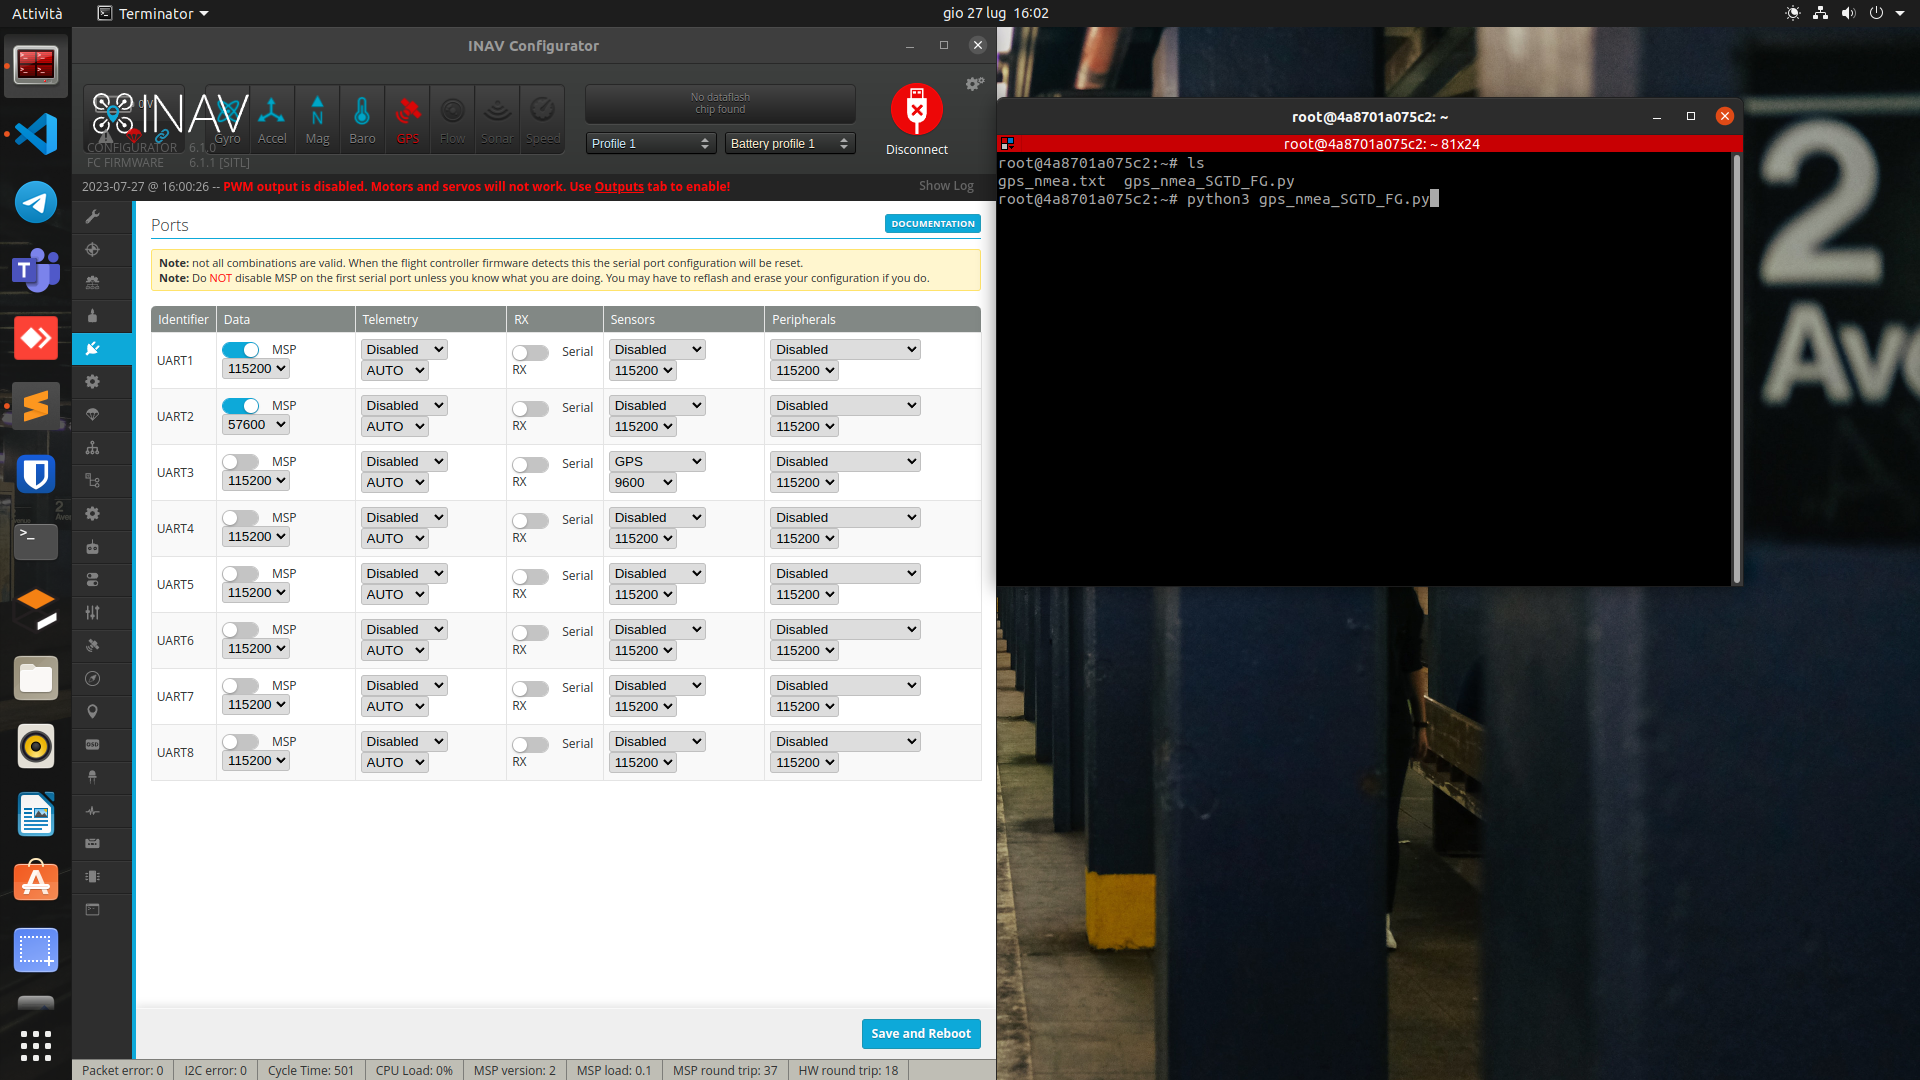 Attività
Terminator
gio 27 lug 16:02
INAV Configurator
0 V
INAV
CONFIGURATOR 6.1.0
FC FIRMWARE 6.1.1 [SITL]
Gyro
Accel
Mag
Baro
GPS
Flow
Sonar
Speed
No dataflash
chip found
Profile 1
Battery profile 1
Disconnect
2023-07-27 @ 16:00:26 -- PWM output is disabled. Motors and servos will not work. Use Outputs tab to enable!
Show Log
Ports
DOCUMENTATION
Note: not all combinations are valid. When the flight controller firmware detects this the serial port configuration will be reset.
Note: Do NOT disable MSP on the first serial port unless you know what you are doing. You may have to reflash and erase your configuration if you do.
Identifier Data Telemetry RX Sensors Peripherals
UART1 MSP 115200 Disabled AUTO Serial RX Disabled 115200 Disabled 115200
UART2 MSP 57600 Disabled AUTO Serial RX Disabled 115200 Disabled 115200
UART3 MSP 115200 Disabled AUTO Serial RX GPS 9600 Disabled 115200
UART4 MSP 115200 Disabled AUTO Serial RX Disabled 115200 Disabled 115200
UART5 MSP 115200 Disabled AUTO Serial RX Disabled 115200 Disabled 115200
UART6 MSP 115200 Disabled AUTO Serial RX Disabled 115200 Disabled 115200
UART7 MSP 115200 Disabled AUTO Serial RX Disabled 115200 Disabled 115200
UART8 MSP 115200 Disabled AUTO Serial RX Disabled 115200 Disabled 115200
Save and Reboot
Packet error: 0
I2C error: 0
Cycle Time: 501
CPU Load: 0%
MSP version: 2
MSP load: 0.1
MSP round trip: 37
HW round trip: 18
root@4a8701a075c2: ~
root@4a8701a075c2: ~ 81x24
root@4a8701a075c2:~# ls
gps_nmea.txt  gps_nmea_SGTD_FG.py
root@4a8701a075c2:~# python3 gps_nmea_SGTD_FG.py
2
Ave